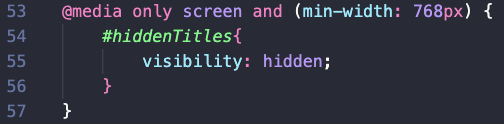 53 @media only screen and (min-width: 768px) {
54 #hiddenTitles{
55 visibility: hidden;
56 }
57 }